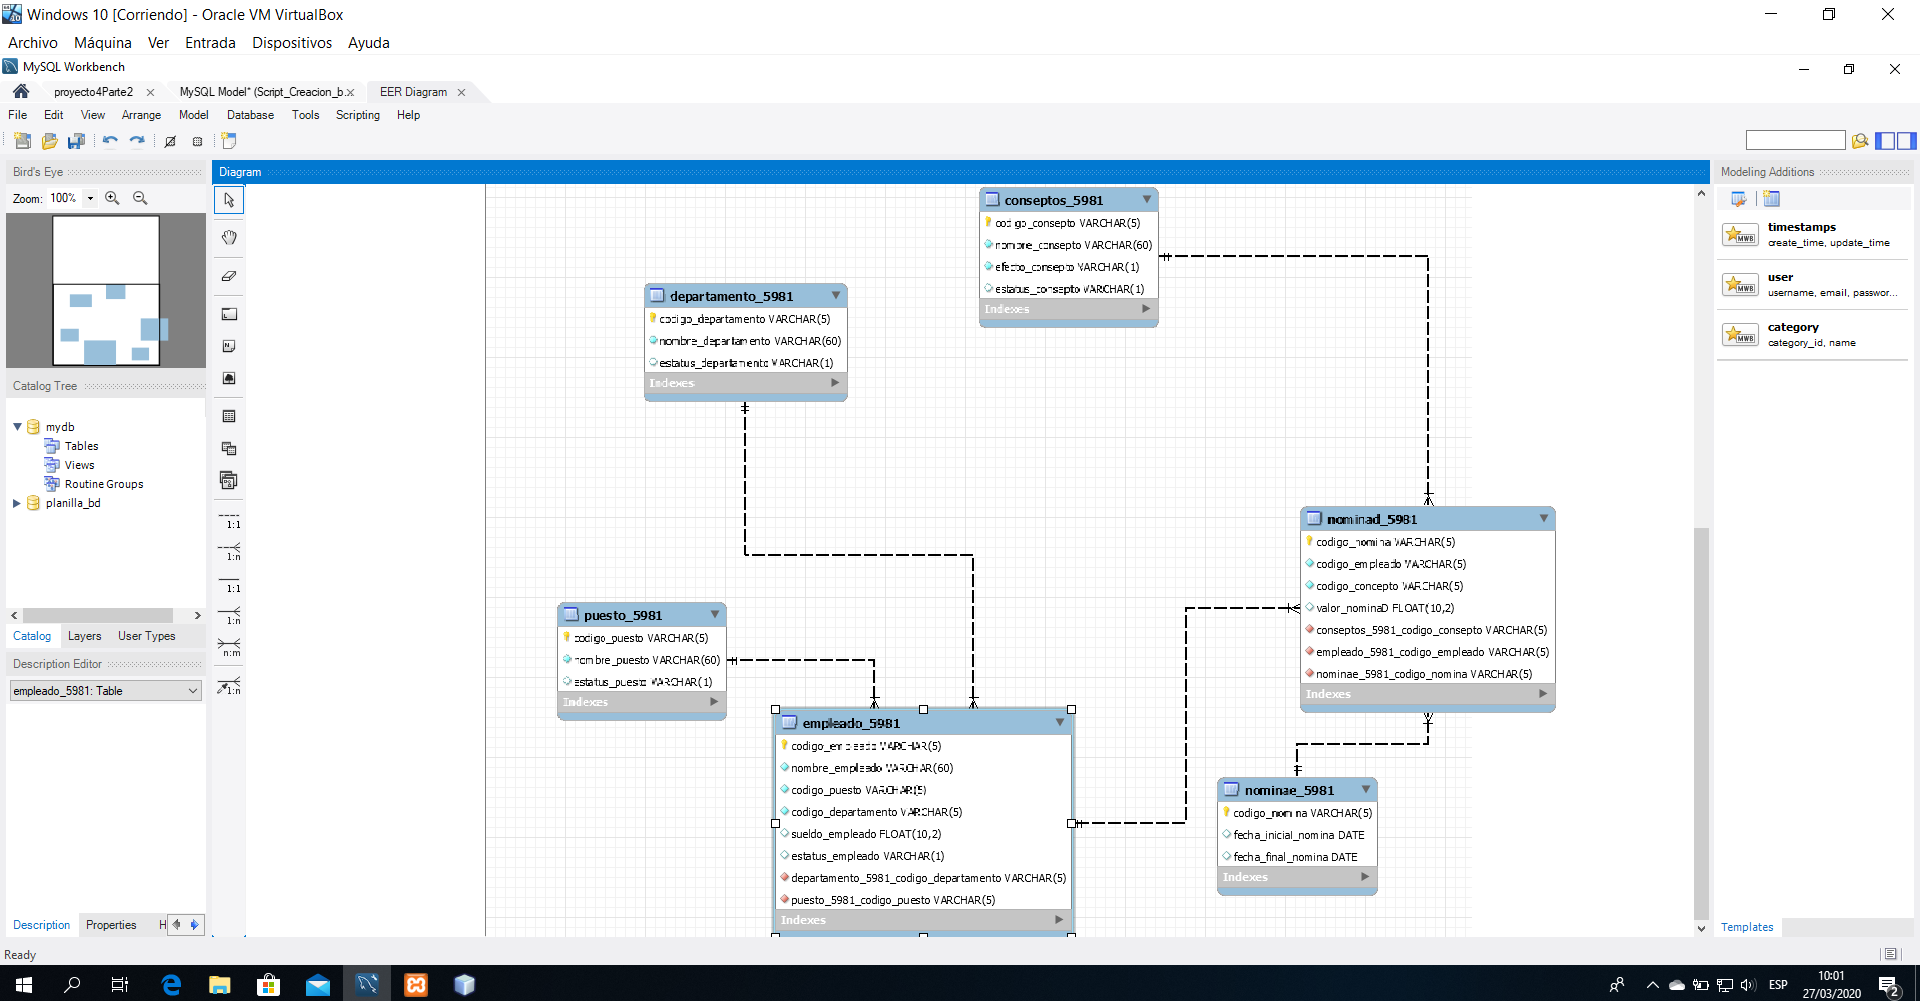 Windows 10 [Corriendo] - Oracle VM VirtualBox
Archivo Máquina Ver Entrada Dispositivos Ayuda
MySQL Workbench
proyecto4Parte2
MySQL Model* (Script_Creacion_b...
EER Diagram
File Edit View Arrange Model Database Tools Scripting Help
Bird's Eye
Zoom: 100%
Catalog Tree
mydb
Tables
Views
Routine Groups
planilla_bd
Catalog Layers User Types
Description Editor
empleado_5981: Table
Description Properties H
Ready
Diagram
1:1
1:n
1:1
1:n
n:m
1:n
conseptos_5981
codigo_consepto VARCHAR(5)
nombre_consepto VARCHAR(60)
efecto_consepto VARCHAR(1)
estatus_consepto VARCHAR(1)
Indexes
departamento_5981
codigo_departamento VARCHAR(5)
nombre_departamento VARCHAR(60)
estatus_departamento VARCHAR(1)
Indexes
nominad_5981
codigo_nomina VARCHAR(5)
codigo_empleado VARCHAR(5)
codigo_concepto VARCHAR(5)
valor_nominaD FLOAT(10,2)
conseptos_5981_codigo_consepto VARCHAR(5)
empleado_5981_codigo_empleado VARCHAR(5)
nominae_5981_codigo_nomina VARCHAR(5)
Indexes
puesto_5981
codigo_puesto VARCHAR(5)
nombre_puesto VARCHAR(60)
estatus_puesto VARCHAR(1)
Indexes
empleado_5981
codigo_empleado VARCHAR(5)
nombre_empleado VARCHAR(60)
codigo_puesto VARCHAR(5)
codigo_departamento VARCHAR(5)
sueldo_empleado FLOAT(10,2)
estatus_empleado VARCHAR(1)
departamento_5981_codigo_departamento VARCHAR(5)
puesto_5981_codigo_puesto VARCHAR(5)
Indexes
nominae_5981
codigo_nomina VARCHAR(5)
fecha_inicial_nomina DATE
fecha_final_nomina DATE
Indexes
Modeling Additions
MWB
timestamps
create_time, update_time
MWB
user
username, email, passwor...
MWB
category
category_id, name
Templates
ESP
10:01
27/03/2020
2